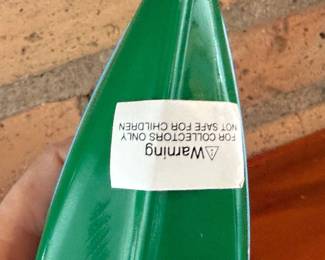 ⚠Warning
FOR COLLECTORS ONLY
NOT SAFE FOR CHILDREN